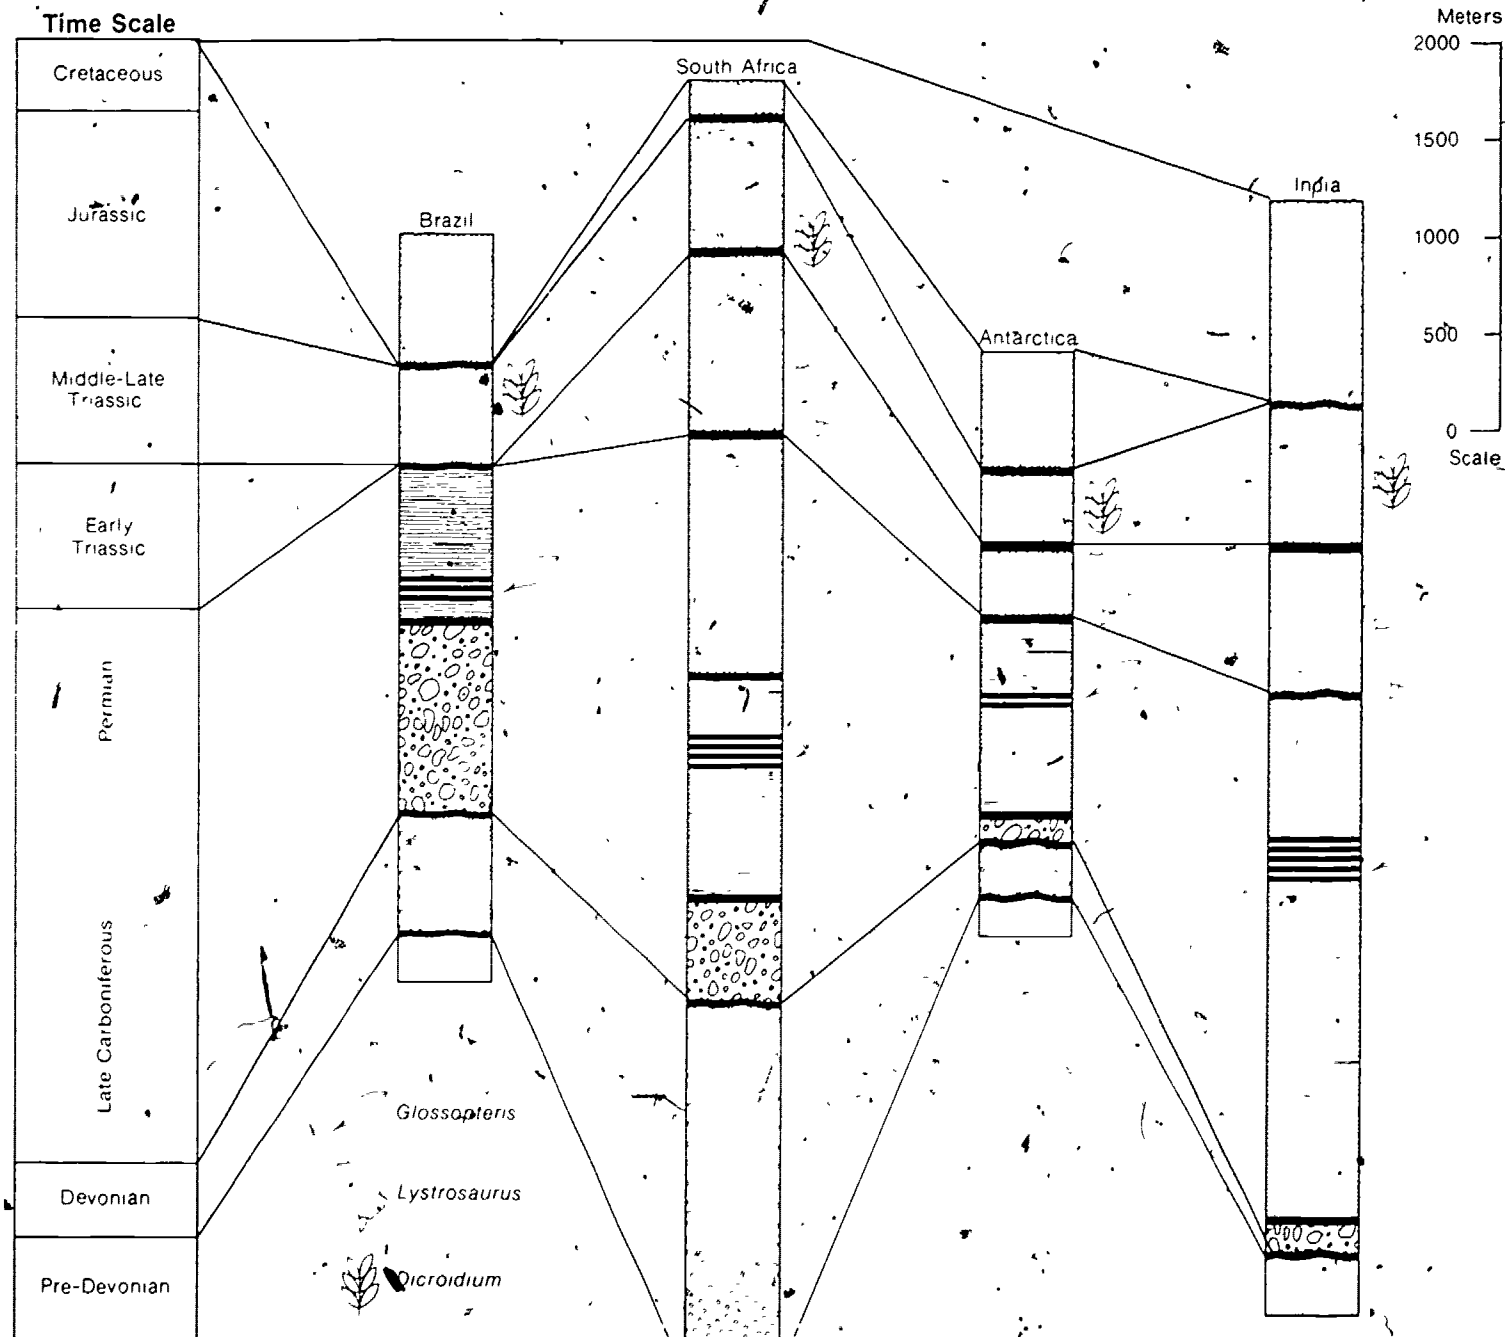 Time Scale
Cretaceous
Jurassic
Middle-Late
Triassic
Early
Triassic
Permian
Late Carboniferous
Devonian
Pre-Devonian
Brazil
South Africa
Antarctica
India
Meters
2000
1500
1000
500
0
Scale
Glossopteris
Lystrosaurus
Dicroidium